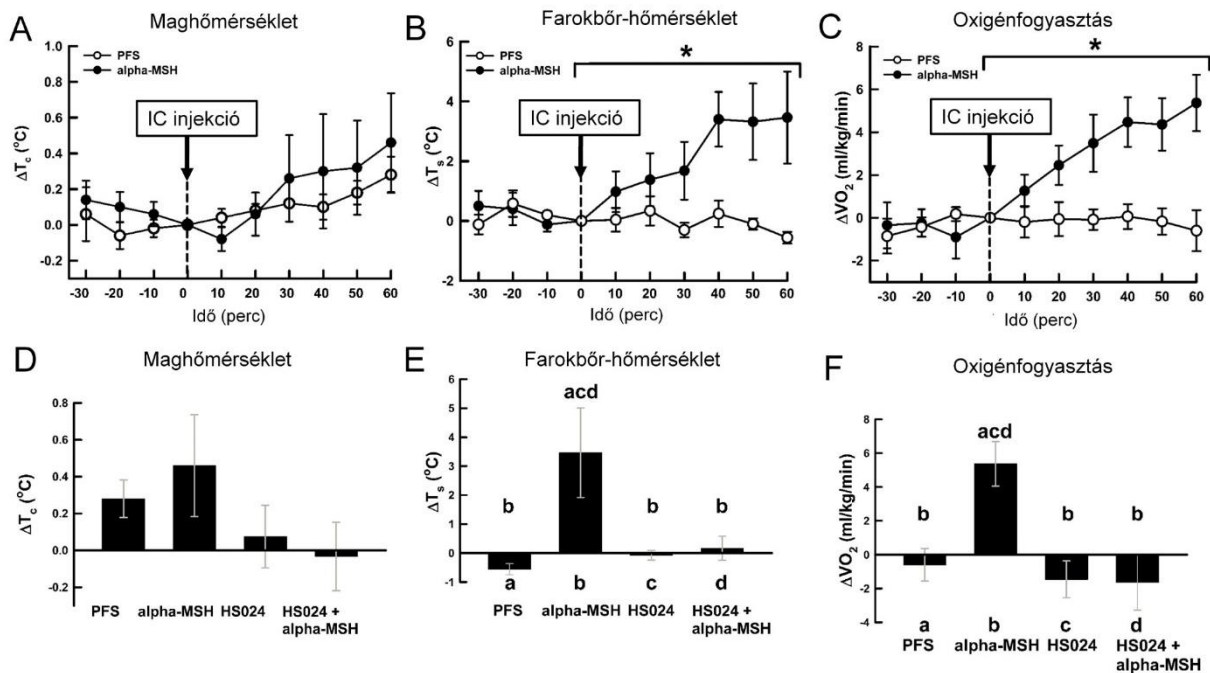 A
Maghőmérséklet
PFS
alpha-MSH
IC injekció
ΔTc (°C)
1.0
0.8
0.6
0.4
0.2
0.0
0.2
-30 -20 -10 0 10 20 30 40 50 60
Idő (perc)
B
Farokbőr-hőmérséklet
PFS
alpha-MSH
*
IC injekció
ΔTs (°C)
6
4
2
0
-2
-30 -20 -10 0 10 20 30 40 50 60
Idő (perc)
C
Oxigénfogyasztás
PFS
alpha-MSH
*
IC injekció
ΔVO2 (ml/kg/min)
8
6
4
2
0
-2
-4
-30 -20 -10 0 10 20 30 40 50 60
Idő (perc)
D
Maghőmérséklet
ΔTc (°C)
0.8
0.6
0.4
0.2
0.0
-0.2
PFS alpha-MSH HS024 HS024 +
alpha-MSH
E
Farokbőr-hőmérséklet
ΔTs (°C)
6
5
4
3
2
1
0
-1
acd
b b b
a b c d
PFS alpha-MSH HS024 HS024 +
alpha-MSH
F
Oxigénfogyasztás
ΔVO2 (ml/kg/min)
8
6
4
2
0
-2
-4
acd
b b b
a b c d
PFS alpha-MSH HS024 HS024 +
alpha-MSH